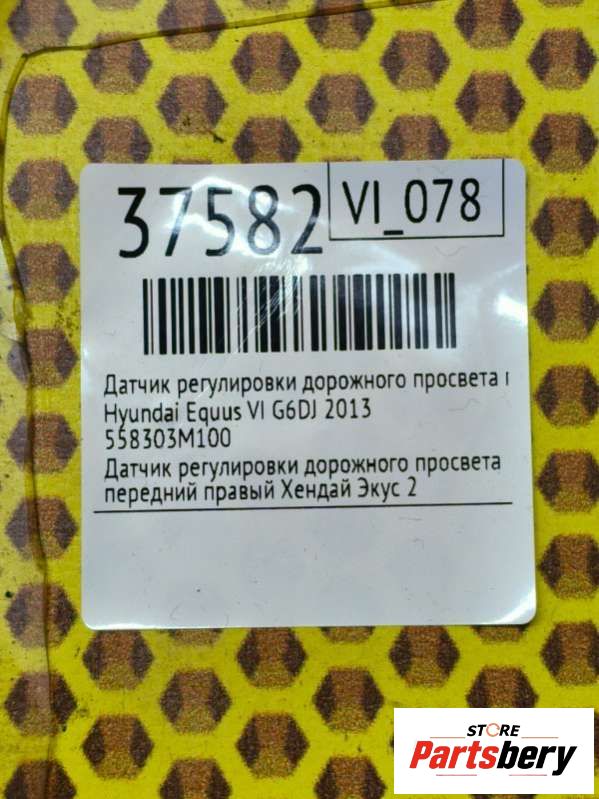 37582
VI_078
Датчик регулировки дорожного просвета
Hyundai Equus VI G6DJ 2013
558303M100
Датчик регулировки дорожного просвета
передний правый Хендай Экус 2
STORE
Partsbery